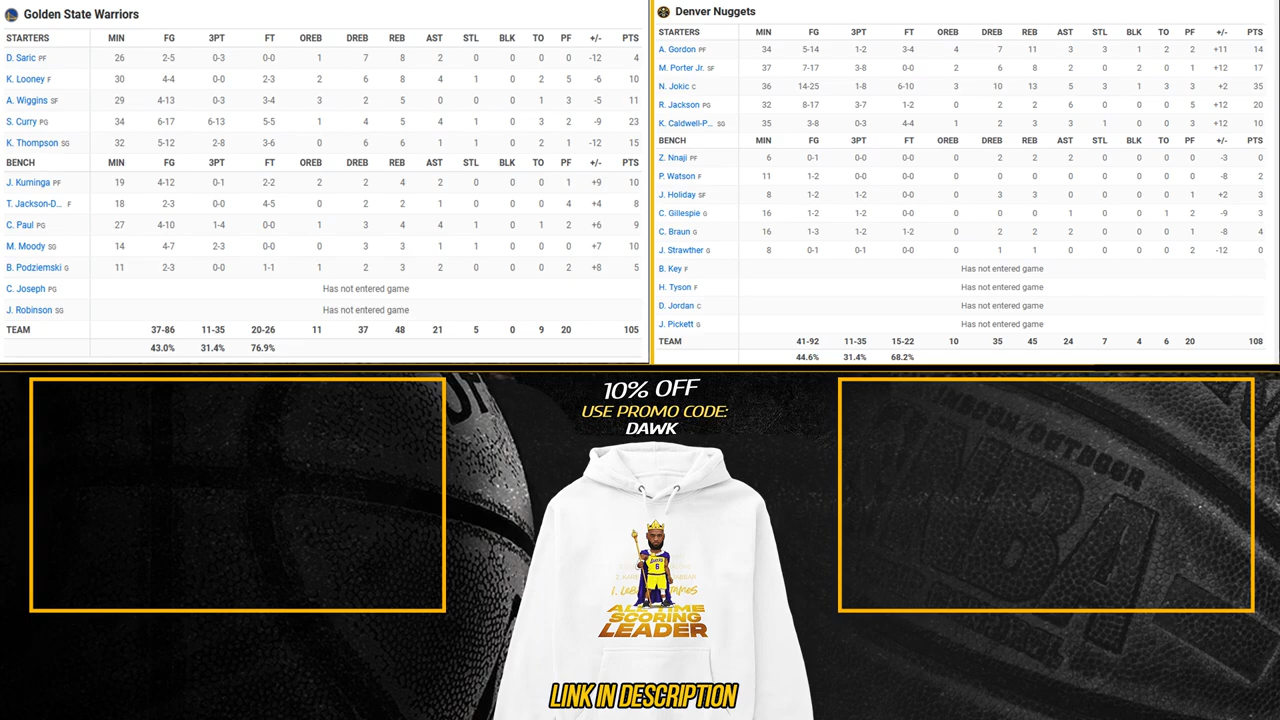 Golden State Warriors
STARTERS MIN FG 3PT FT OREB DREB REB AST STL BLK TO PF +/- PTS
D. Saric PF 26 2-5 0-3 0-0 1 7 8 2 0 0 0 0 -12 4
K. Looney F 30 4-4 0-0 2-3 2 6 8 4 1 0 2 5 -6 10
A. Wiggins SF 29 4-13 0-3 3-4 3 2 5 0 0 0 1 3 -5 11
S. Curry PG 34 6-17 6-13 5-5 1 4 5 4 1 0 3 2 -9 23
K. Thompson SG 32 5-12 2-8 3-6 0 6 6 1 1 0 2 1 -12 15
BENCH MIN FG 3PT FT OREB DREB REB AST STL BLK TO PF +/- PTS
J. Kuminga PF 19 4-12 0-1 2-2 2 2 4 2 0 0 0 1 +9 10
T. Jackson-D... F 18 2-3 0-0 4-5 0 2 2 1 0 0 0 4 +4 8
C. Paul PG 27 4-10 1-4 0-0 1 3 4 4 1 0 1 2 +6 9
M. Moody SG 14 4-7 2-3 0-0 0 3 3 1 1 0 0 0 +7 10
B. Podziemski G 11 2-3 0-0 1-1 1 2 3 2 0 0 0 2 +8 5
C. Joseph PG Has not entered game
J. Robinson SG Has not entered game
TEAM 37-86 11-35 20-26 11 37 48 21 5 0 9 20 105
43.0% 31.4% 76.9%
Denver Nuggets
STARTERS MIN FG 3PT FT OREB DREB REB AST STL BLK TO PF +/- PTS
A. Gordon PF 34 5-14 1-2 3-4 4 7 11 3 3 1 2 2 +11 14
M. Porter Jr. SF 37 7-17 3-8 0-0 2 6 8 2 0 2 0 1 +12 17
N. Jokic C 36 14-25 1-8 6-10 3 10 13 5 3 1 3 3 +2 35
R. Jackson PG 32 8-17 3-7 1-2 0 2 2 6 0 0 0 5 +12 20
K. Caldwell-P... SG 35 3-8 0-3 4-4 1 2 3 3 1 0 0 3 +12 10
BENCH MIN FG 3PT FT OREB DREB REB AST STL BLK TO PF +/- PTS
Z. Nnaji PF 6 0-1 0-0 0-0 0 2 2 2 0 0 0 0 -3 0
P. Watson F 11 1-2 0-0 0-0 0 0 0 0 0 0 0 1 -8 2
J. Holiday SF 8 1-2 1-2 0-0 0 3 3 0 0 0 0 0 +2 3
C. Gillespie G 16 1-2 1-2 0-0 0 0 0 1 0 0 1 2 -9 3
C. Braun G 16 1-3 1-2 1-2 0 2 2 2 0 0 0 1 -8 4
J. Strawther G 8 0-1 0-1 0-0 0 1 1 0 0 0 0 2 -12 0
B. Key F Has not entered game
H. Tyson F Has not entered game
D. Jordan C Has not entered game
J. Pickett G Has not entered game
TEAM 41-92 11-35 15-22 10 35 45 24 7 4 6 20 108
44.6% 31.4% 68.2%
10% OFF
USE PROMO CODE:
DAWK
ALL TIME
SCORING
LEADER
LINK IN DESCRIPTION